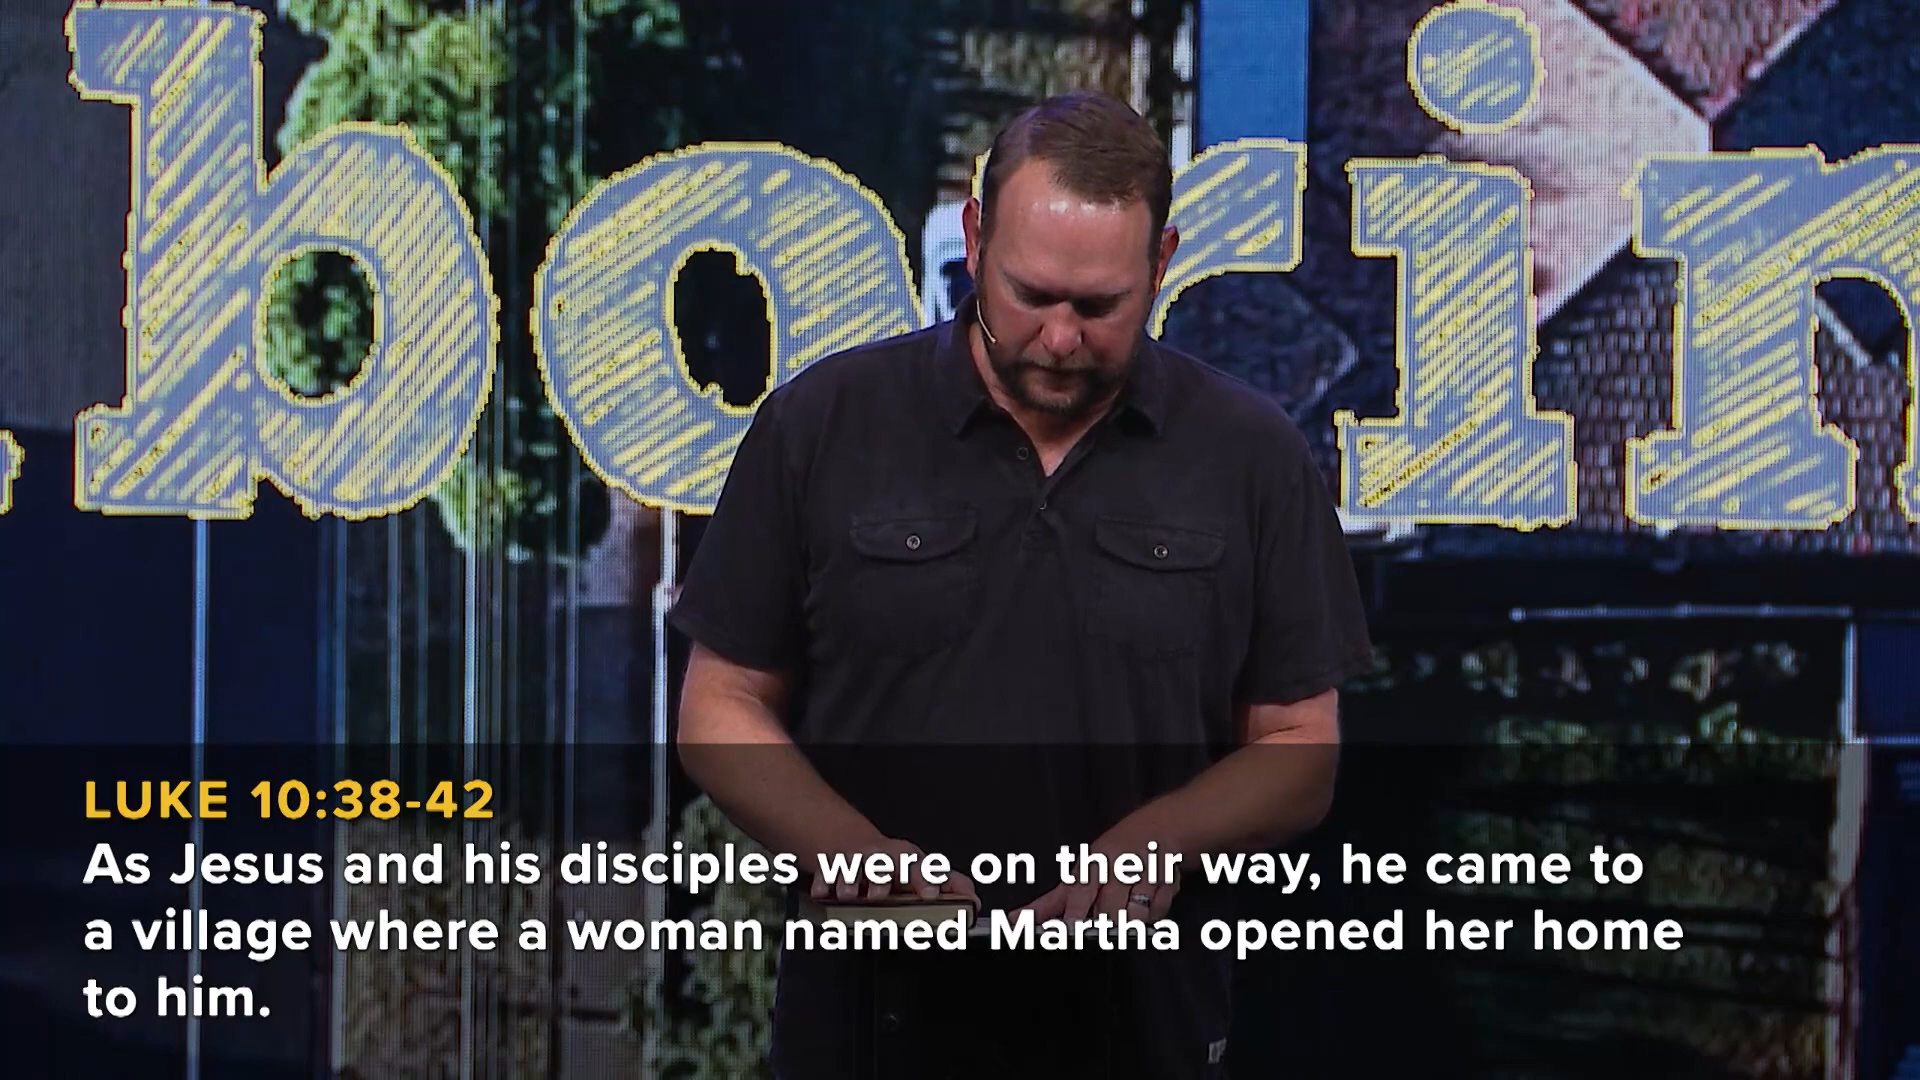 borin
LUKE 10:38-42
As Jesus and his disciples were on their way, he came to
a village where a woman named Martha opened her home
to him.